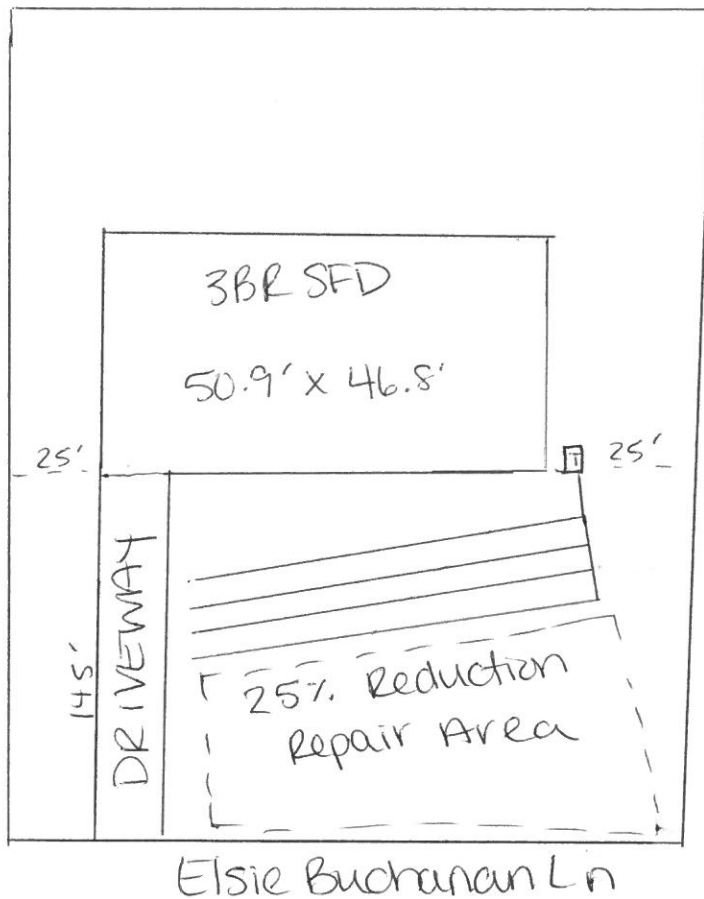 3BR SFD
50.9' x 46.8'
25'
T
25'
DRIVEWAY
145'
25% Reduction
Repair Area
Elsie Buchanan Ln